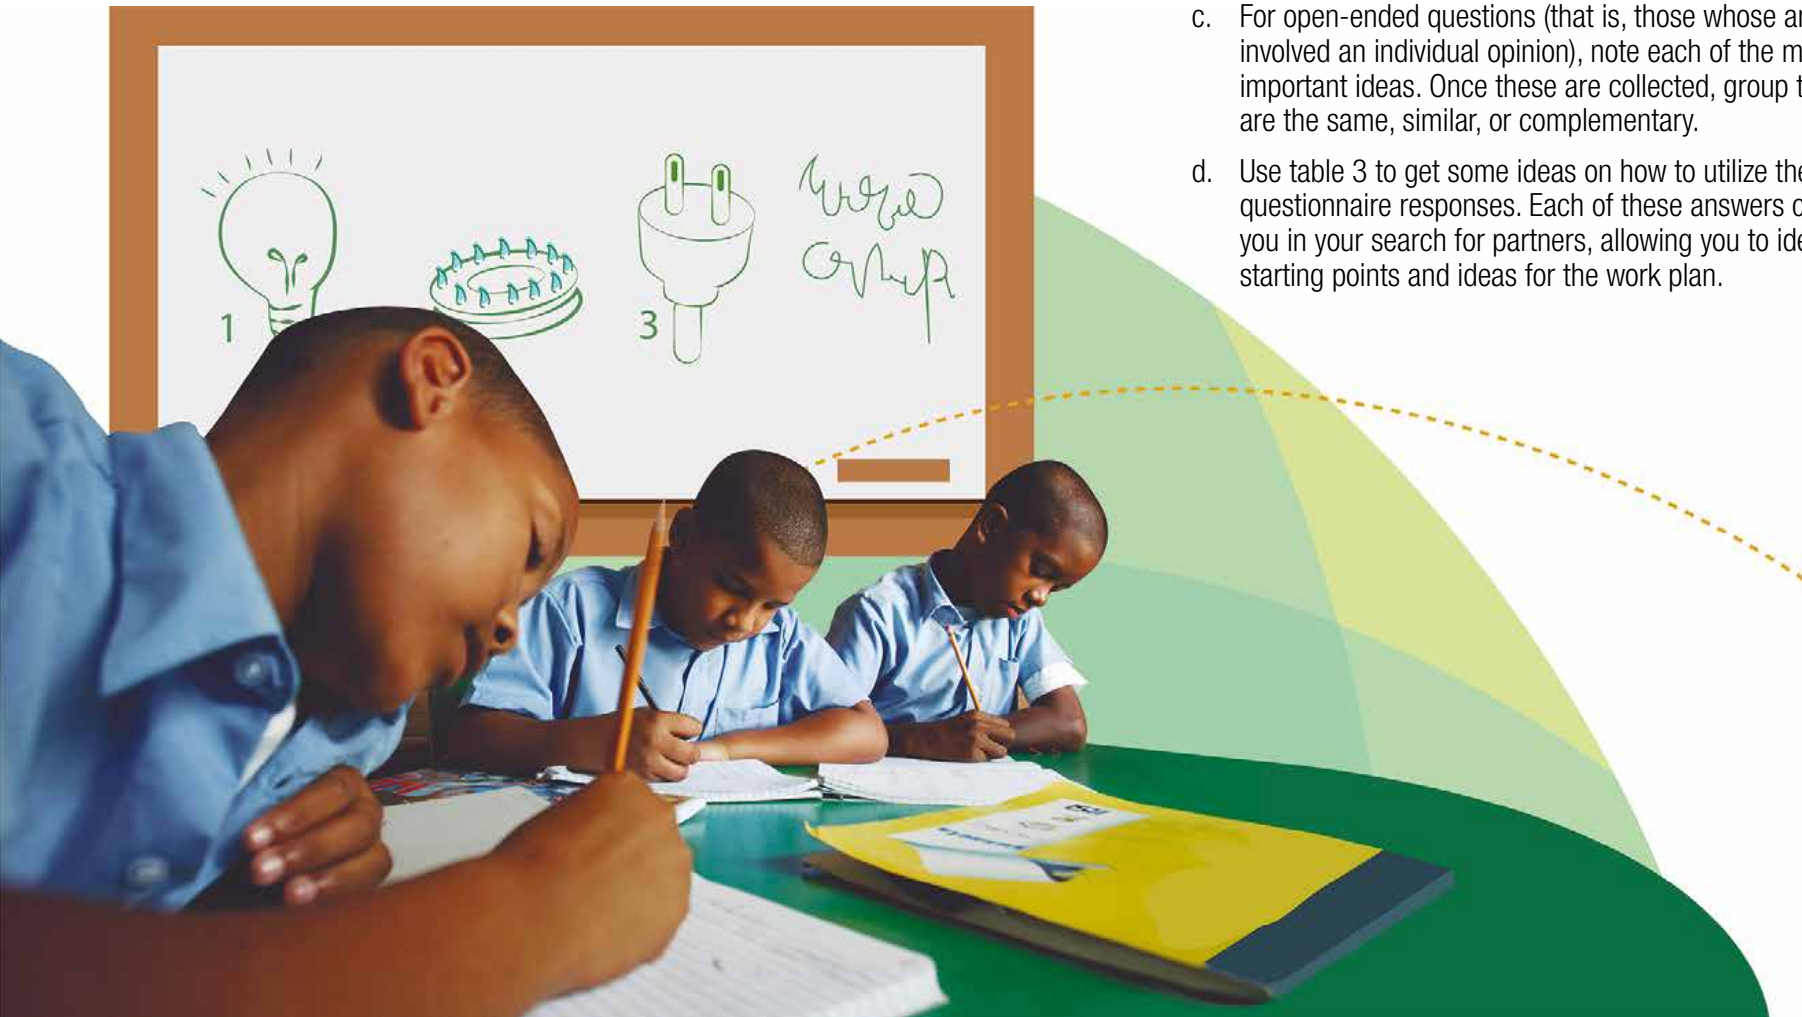 c. For open-ended questions (that is, those whose
involved an individual opinion), note each of the
important ideas. Once these are collected, group
are the same, similar, or complementary.
d. Use table 3 to get some ideas on how to utilize
questionnaire responses. Each of these answers
you in your search for partners, allowing you to
starting points and ideas for the work plan.
1
3